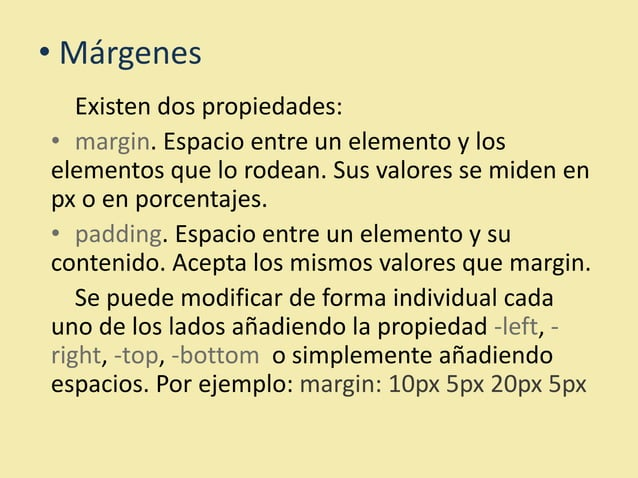 • Márgenes
Existen dos propiedades:
• margin. Espacio entre un elemento y los
elementos que lo rodean. Sus valores se miden en
px o en porcentajes.
• padding. Espacio entre un elemento y su
contenido. Acepta los mismos valores que margin.
Se puede modificar de forma individual cada
uno de los lados añadiendo la propiedad -left, -
right, -top, -bottom o simplemente añadiendo
espacios. Por ejemplo: margin: 10px 5px 20px 5px